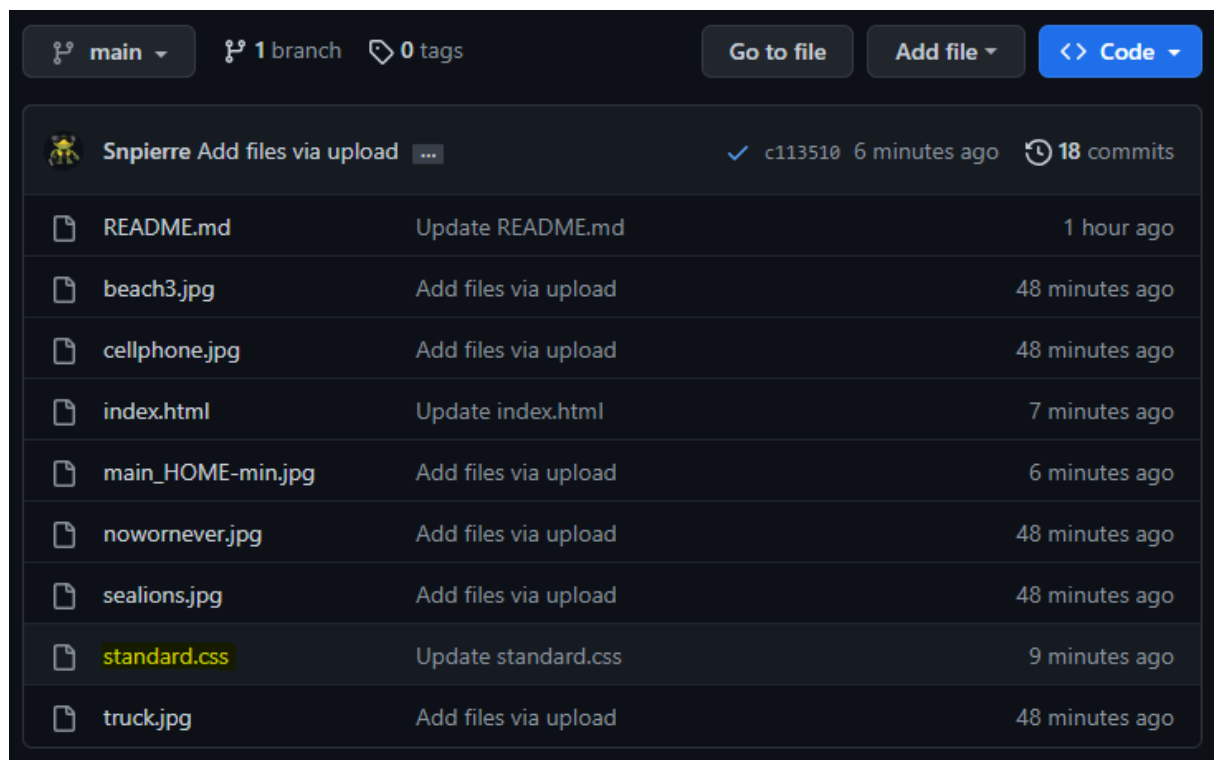 main 1 branch 0 tags Go to file Add file <> Code
Snpierre Add files via upload ... c113510 6 minutes ago 18 commits
README.md Update README.md 1 hour ago
beach3.jpg Add files via upload 48 minutes ago
cellphone.jpg Add files via upload 48 minutes ago
index.html Update index.html 7 minutes ago
main_HOME-min.jpg Add files via upload 6 minutes ago
nowornever.jpg Add files via upload 48 minutes ago
sealions.jpg Add files via upload 48 minutes ago
standard.css Update standard.css 9 minutes ago
truck.jpg Add files via upload 48 minutes ago